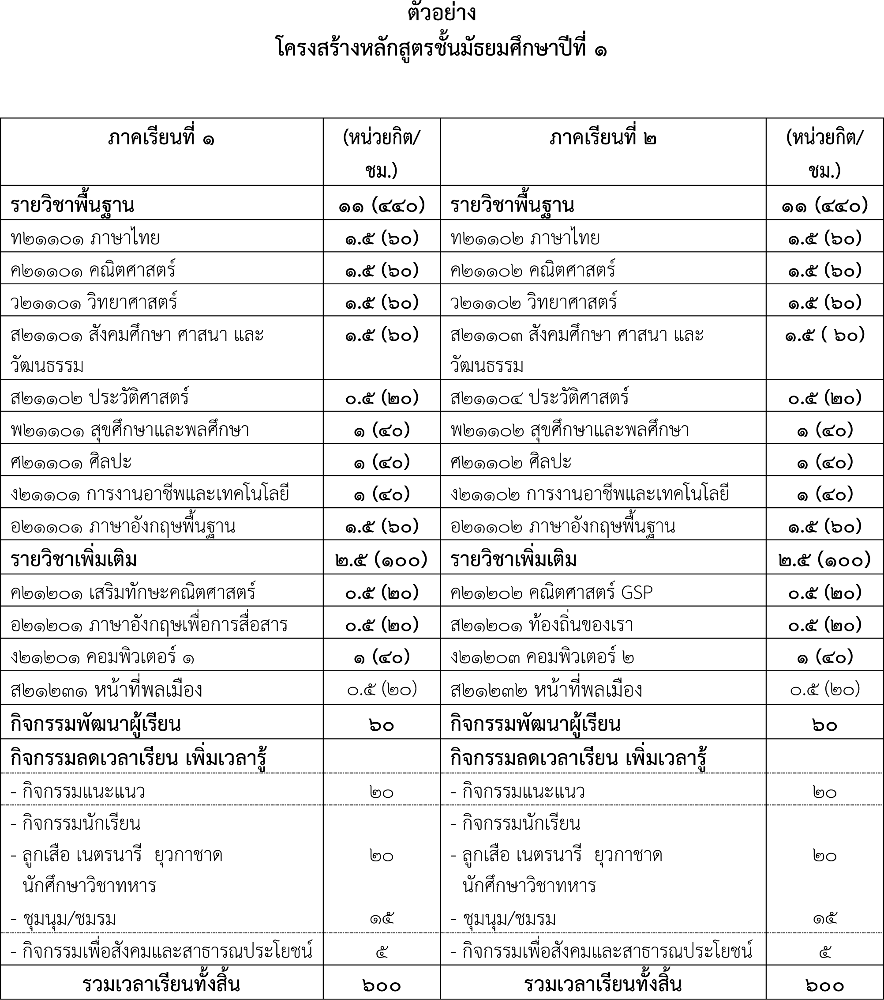 ตัวอย่าง
โครงสร้างหลักสูตรชั้นมัธยมศึกษาปีที่ ๑
ภาคเรียนที่ ๑ (หน่วยกิต/ ภาคเรียนที่ ๒ (หน่วยกิต/
ชม.) ชม.)
รายวิชาพื้นฐาน ๑๑ (๔๔๐) รายวิชาพื้นฐาน ๑๑ (๔๔๐)
ท๒๑๑๐๑ ภาษาไทย ๑.๕ (๖๐) ท๒๑๑๐๒ ภาษาไทย ๑.๕ (๖๐)
ค๒๑๑๐๑ คณิตศาสตร์ ๑.๕ (๖๐) ค๒๑๑๐๒ คณิตศาสตร์ ๑.๕ (๖๐)
ว๒๑๑๐๑ วิทยาศาสตร์ ๑.๕ (๖๐) ว๒๑๑๐๒ วิทยาศาสตร์ ๑.๕ (๖๐)
ส๒๑๑๐๑ สังคมศึกษา ศาสนา และ ๑.๕ (๖๐) ส๒๑๑๐๓ สังคมศึกษา ศาสนา และ ๑.๕ ( ๖๐)
วัฒนธรรม วัฒนธรรม
ส๒๑๑๐๒ ประวัติศาสตร์ ๐.๕ (๒๐) ส๒๑๑๐๔ ประวัติศาสตร์ ๐.๕ (๒๐)
พ๒๑๑๐๑ สุขศึกษาและพลศึกษา ๑ (๔๐) พ๒๑๑๐๒ สุขศึกษาและพลศึกษา ๑ (๔๐)
ศ๒๑๑๐๑ ศิลปะ ๑ (๔๐) ศ๒๑๑๐๒ ศิลปะ ๑ (๔๐)
ง๒๑๑๐๑ การงานอาชีพและเทคโนโลยี ๑ (๔๐) ง๒๑๑๐๒ การงานอาชีพและเทคโนโลยี ๑ (๔๐)
อ๒๑๑๐๑ ภาษาอังกฤษพื้นฐาน ๑.๕ (๖๐) อ๒๑๑๐๒ ภาษาอังกฤษพื้นฐาน ๑.๕ (๖๐)
รายวิชาเพิ่มเติม ๒.๕ (๑๐๐) รายวิชาเพิ่มเติม ๒.๕ (๑๐๐)
ค๒๑๒๐๑ เสริมทักษะคณิตศาสตร์ ๐.๕ (๒๐) ค๒๑๒๐๒ คณิตศาสตร์ GSP ๐.๕ (๒๐)
อ๒๑๒๐๑ ภาษาอังกฤษเพื่อการสื่อสาร ๐.๕ (๒๐) ส๒๑๒๐๑ ท้องถิ่นของเรา ๐.๕ (๒๐)
ง๒๑๒๐๑ คอมพิวเตอร์ ๑ ๑ (๔๐) ง๒๑๒๐๓ คอมพิวเตอร์ ๒ ๑ (๔๐)
ส๒๑๒๓๑ หน้าที่พลเมือง ๐.๕ (๒๐) ส๒๑๒๓๒ หน้าที่พลเมือง ๐.๕ (๒๐)
กิจกรรมพัฒนาผู้เรียน ๖๐ กิจกรรมพัฒนาผู้เรียน ๖๐
กิจกรรมลดเวลาเรียน เพิ่มเวลารู้ กิจกรรมลดเวลาเรียน เพิ่มเวลารู้
- กิจกรรมแนะแนว ๒๐ - กิจกรรมแนะแนว ๒๐
- กิจกรรมนักเรียน - กิจกรรมนักเรียน
- ลูกเสือ เนตรนารี ยุวกาชาด ๒๐ - ลูกเสือ เนตรนารี ยุวกาชาด ๒๐
นักศึกษาวิชาทหาร นักศึกษาวิชาทหาร
- ชุมนุม/ชมรม ๑๕ - ชุมนุม/ชมรม ๑๕
- กิจกรรมเพื่อสังคมและสาธารณประโยชน์ ๕ - กิจกรรมเพื่อสังคมและสาธารณประโยชน์ ๕
รวมเวลาเรียนทั้งสิ้น ๖๐๐ รวมเวลาเรียนทั้งสิ้น ๖๐๐